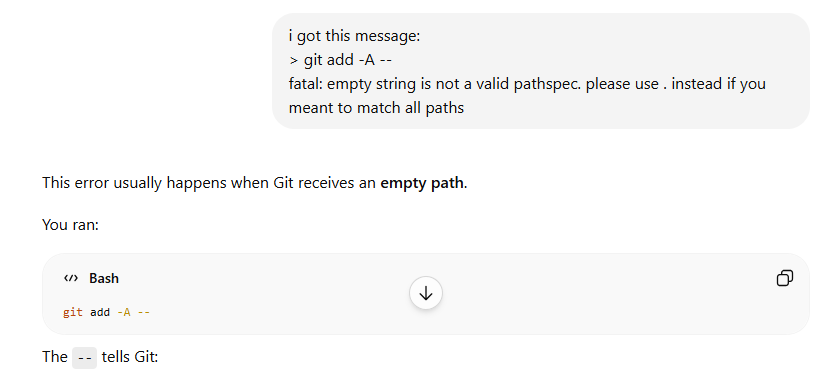 i got this message:
> git add -A --
fatal: empty string is not a valid pathspec. please use . instead if you
meant to match all paths
This error usually happens when Git receives an empty path.
You ran:
</> Bash
git add -A --
The -- tells Git: